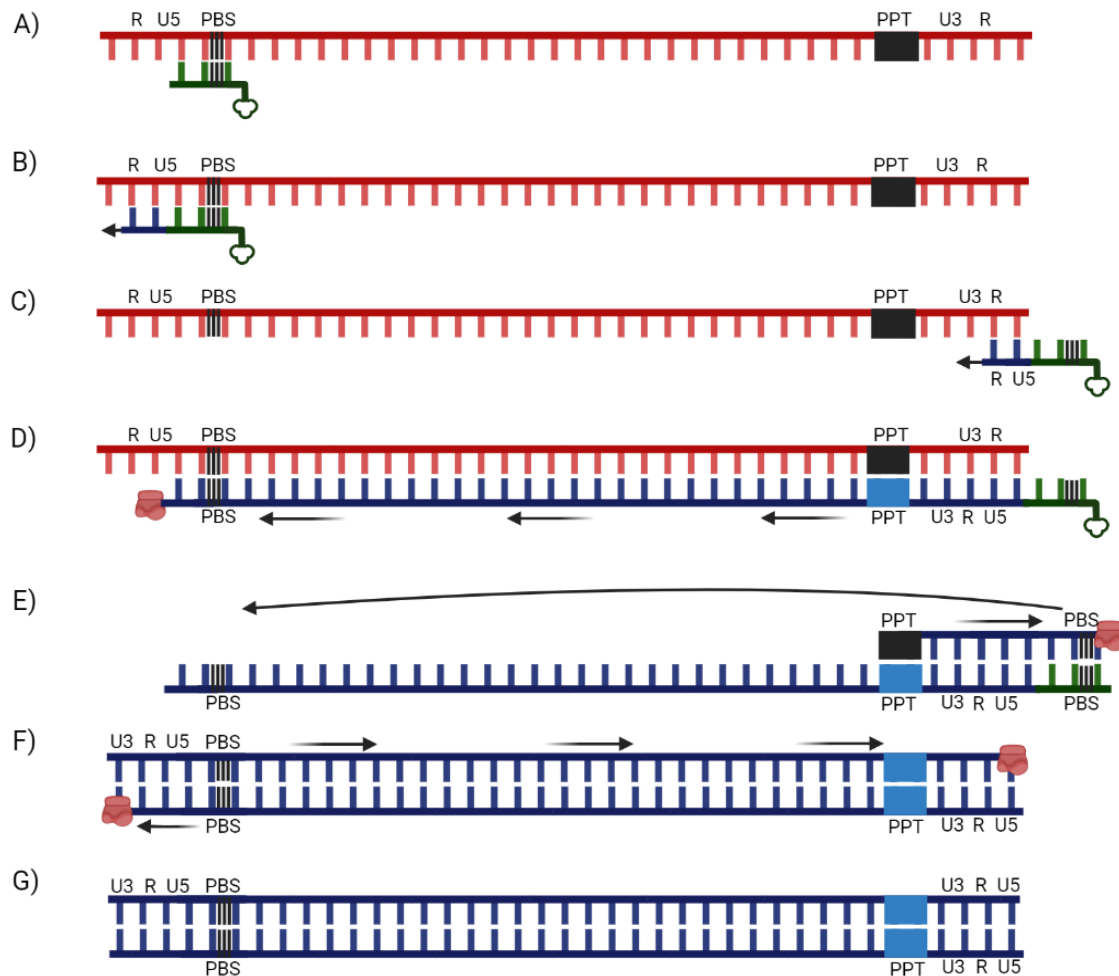 A) R U5 PBS PPT U3 R
B) R U5 PBS PPT U3 R
C) R U5 PBS PPT U3 R
R U5
D) R U5 PBS PPT U3 R
PBS PPT U3 R U5
E) PPT PBS
PBS PPT U3 R U5 PBS
F) U3 R U5 PBS
PBS PPT U3 R U5
G) U3 R U5 PBS U3 R U5
PBS PPT U3 R U5